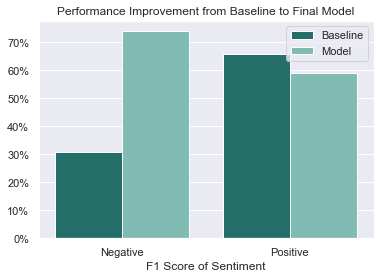 Performance Improvement from Baseline to Final Model
Baseline
Model
70%
60%
50%
40%
30%
20%
10%
0%
Negative
Positive
F1 Score of Sentiment